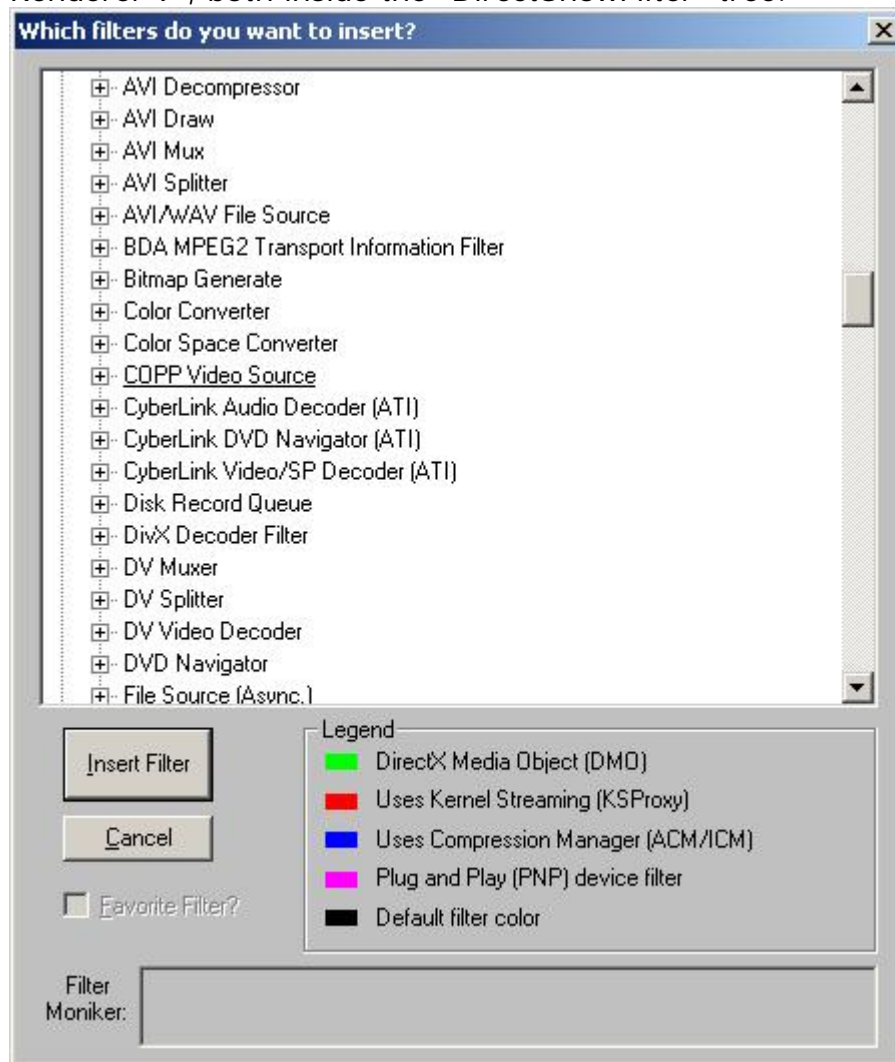 Which filters do you want to insert?
AVI Decompressor
AVI Draw
AVI Mux
AVI Splitter
AVI/WAV File Source
BDA MPEG2 Transport Information Filter
Bitmap Generate
Color Converter
Color Space Converter
COPP Video Source
CyberLink Audio Decoder (ATI)
CyberLink DVD Navigator (ATI)
CyberLink Video/SP Decoder (ATI)
Disk Record Queue
DivX Decoder Filter
DV Muxer
DV Splitter
DV Video Decoder
DVD Navigator
File Source (Async.)
Insert Filter
Cancel
Favorite Filter?
Legend
DirectX Media Object (DMO)
Uses Kernel Streaming (KSProxy)
Uses Compression Manager (ACM/ICM)
Plug and Play (PNP) device filter
Default filter color
Filter
Moniker: